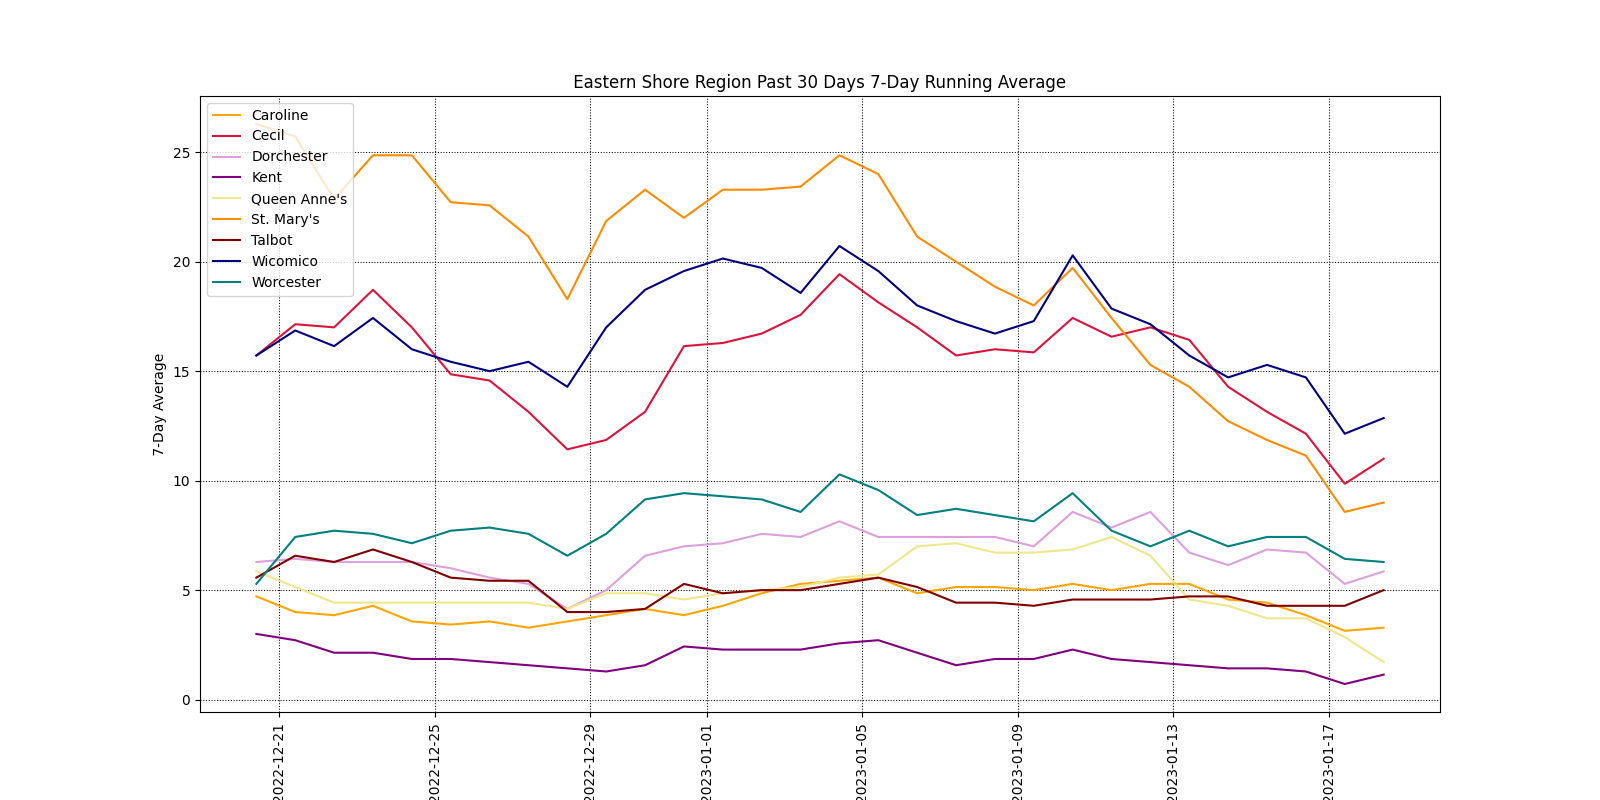 Eastern Shore Region Past 30 Days 7-Day Running Average
Caroline
Cecil
Dorchester
Kent
Queen Anne's
St. Mary's
Talbot
Wicomico
Worcester
25
20
15
10
5
0
7-Day Average
2022-12-21
2022-12-25
2022-12-29
2023-01-01
2023-01-05
2023-01-09
2023-01-13
2023-01-17